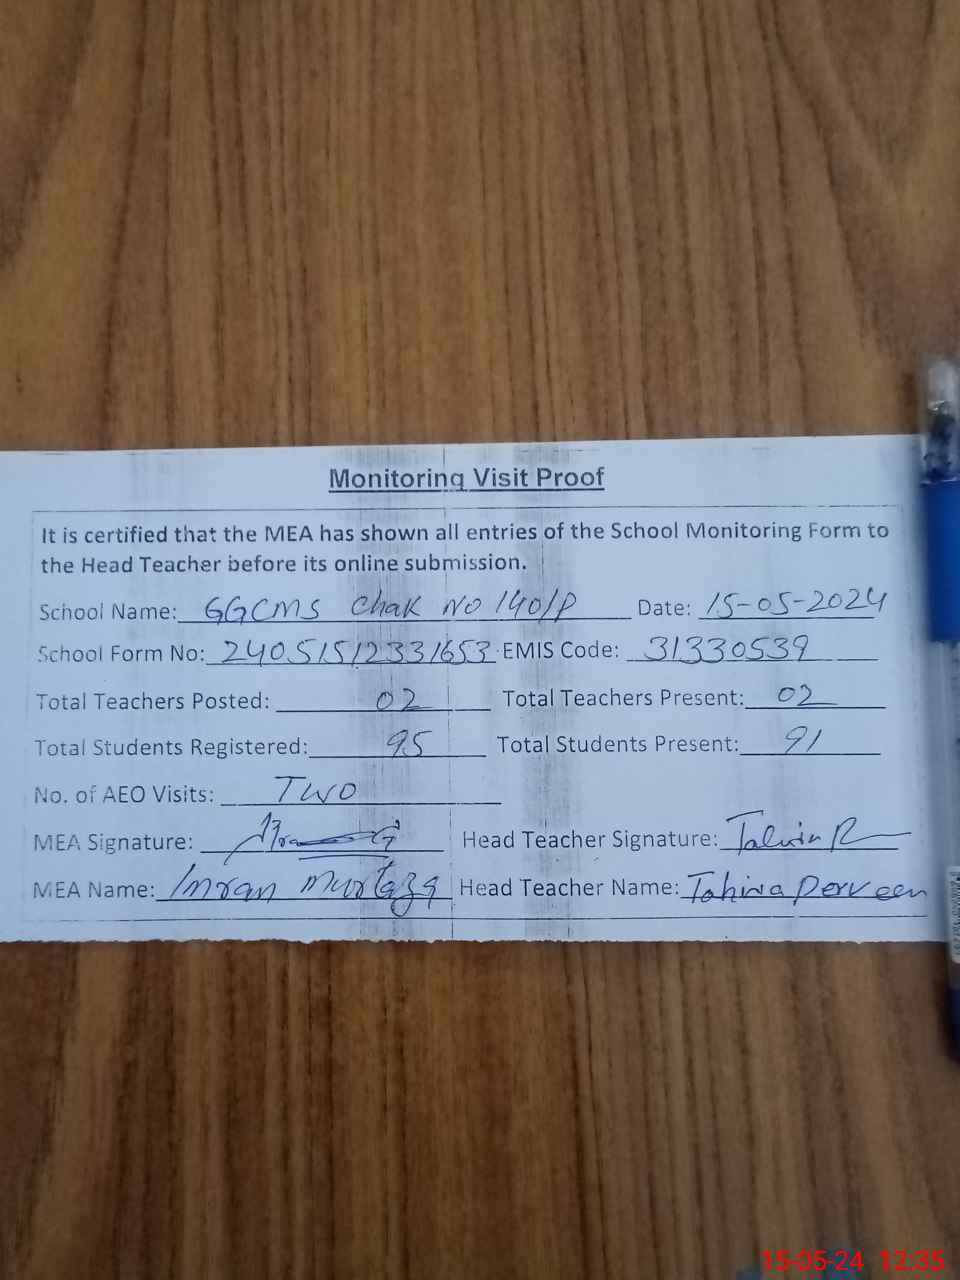 Monitoring Visit Proof
It is certified that the MEA has shown all entries of the School Monitoring Form to
the Head Teacher before its online submission.
School Name: GGCMS Chak No 140/P Date: 15-05-2024
School Form No: 24051512331653 EMIS Code: 31330539
Total Teachers Posted: 02 Total Teachers Present: 02
Total Students Registered: 95 Total Students Present: 91
No. of AEO Visits: Two
MEA Signature: Head Teacher Signature:
MEA Name: Imran Murtaza Head Teacher Name: Tahira Perveen
15-05-24 12:35